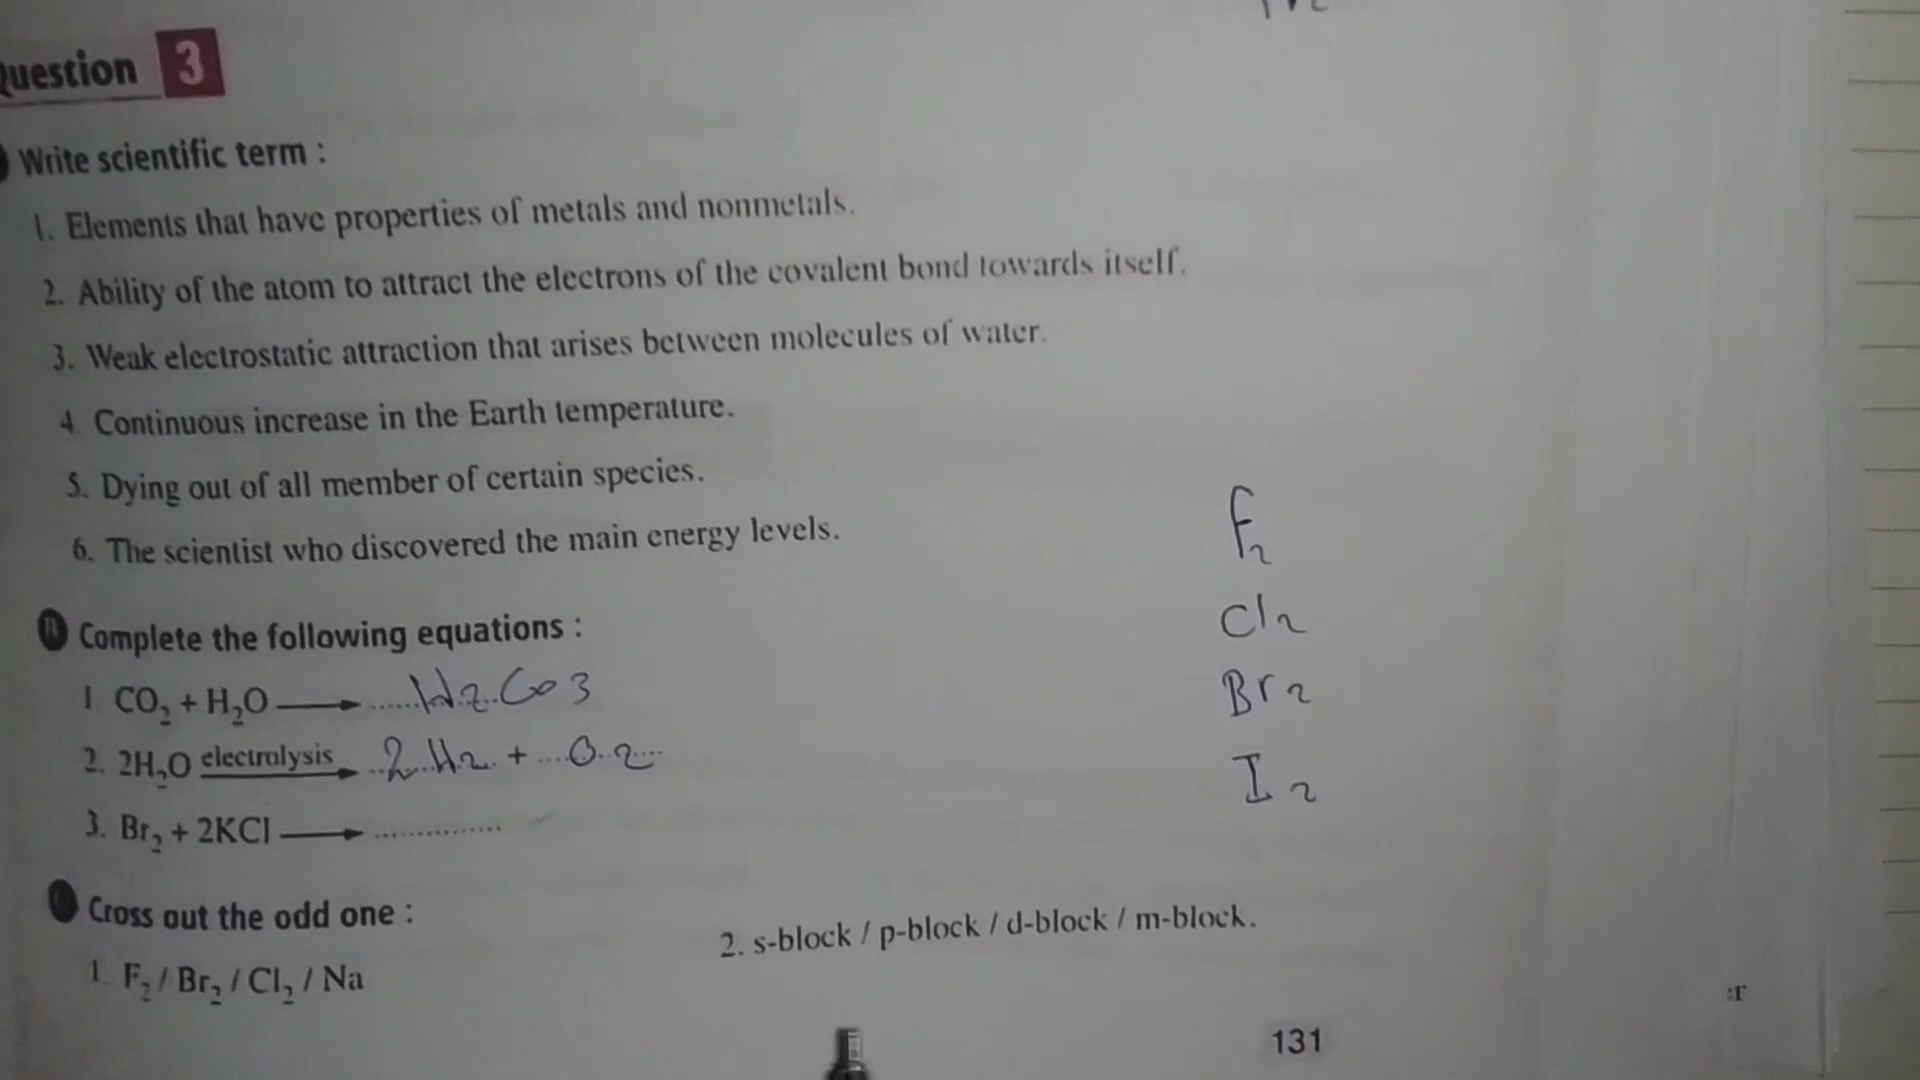 Question 3
Write scientific term :
1. Elements that have properties of metals and nonmetals.
2. Ability of the atom to attract the electrons of the covalent bond towards itself.
3. Weak electrostatic attraction that arises between molecules of water.
4. Continuous increase in the Earth temperature.
5. Dying out of all member of certain species.
6. The scientist who discovered the main energy levels.
F2
Cl2
Br2
I2
B Complete the following equations :
1. CO2 + H2O → ......H2CO3
2. 2H2O electrolysis → ..2H2.. + ....O2....
3. Br2 + 2KCl → ..............
Cross out the odd one :
1. F2 / Br2 / Cl2 / Na
2. s-block / p-block / d-block / m-block.
131